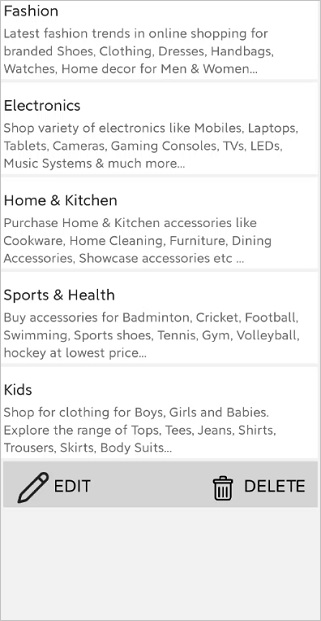 Fashion
Latest fashion trends in online shopping for
branded Shoes, Clothing, Dresses, Handbags,
Watches, Home decor for Men & Women...
Electronics
Shop variety of electronics like Mobiles, Laptops,
Tablets, Cameras, Gaming Consoles, TVs, LEDs,
Music Systems & much more...
Home & Kitchen
Purchase Home & Kitchen accessories like
Cookware, Home Cleaning, Furniture, Dining
Accessories, Showcase accessories etc ...
Sports & Health
Buy accessories for Badminton, Cricket, Football,
Swimming, Sports shoes, Tennis, Gym, Volleyball,
hockey at lowest price...
Kids
Shop for clothing for Boys, Girls and Babies.
Explore the range of Tops, Tees, Jeans, Shirts,
Trousers, Skirts, Body Suits...
EDIT DELETE